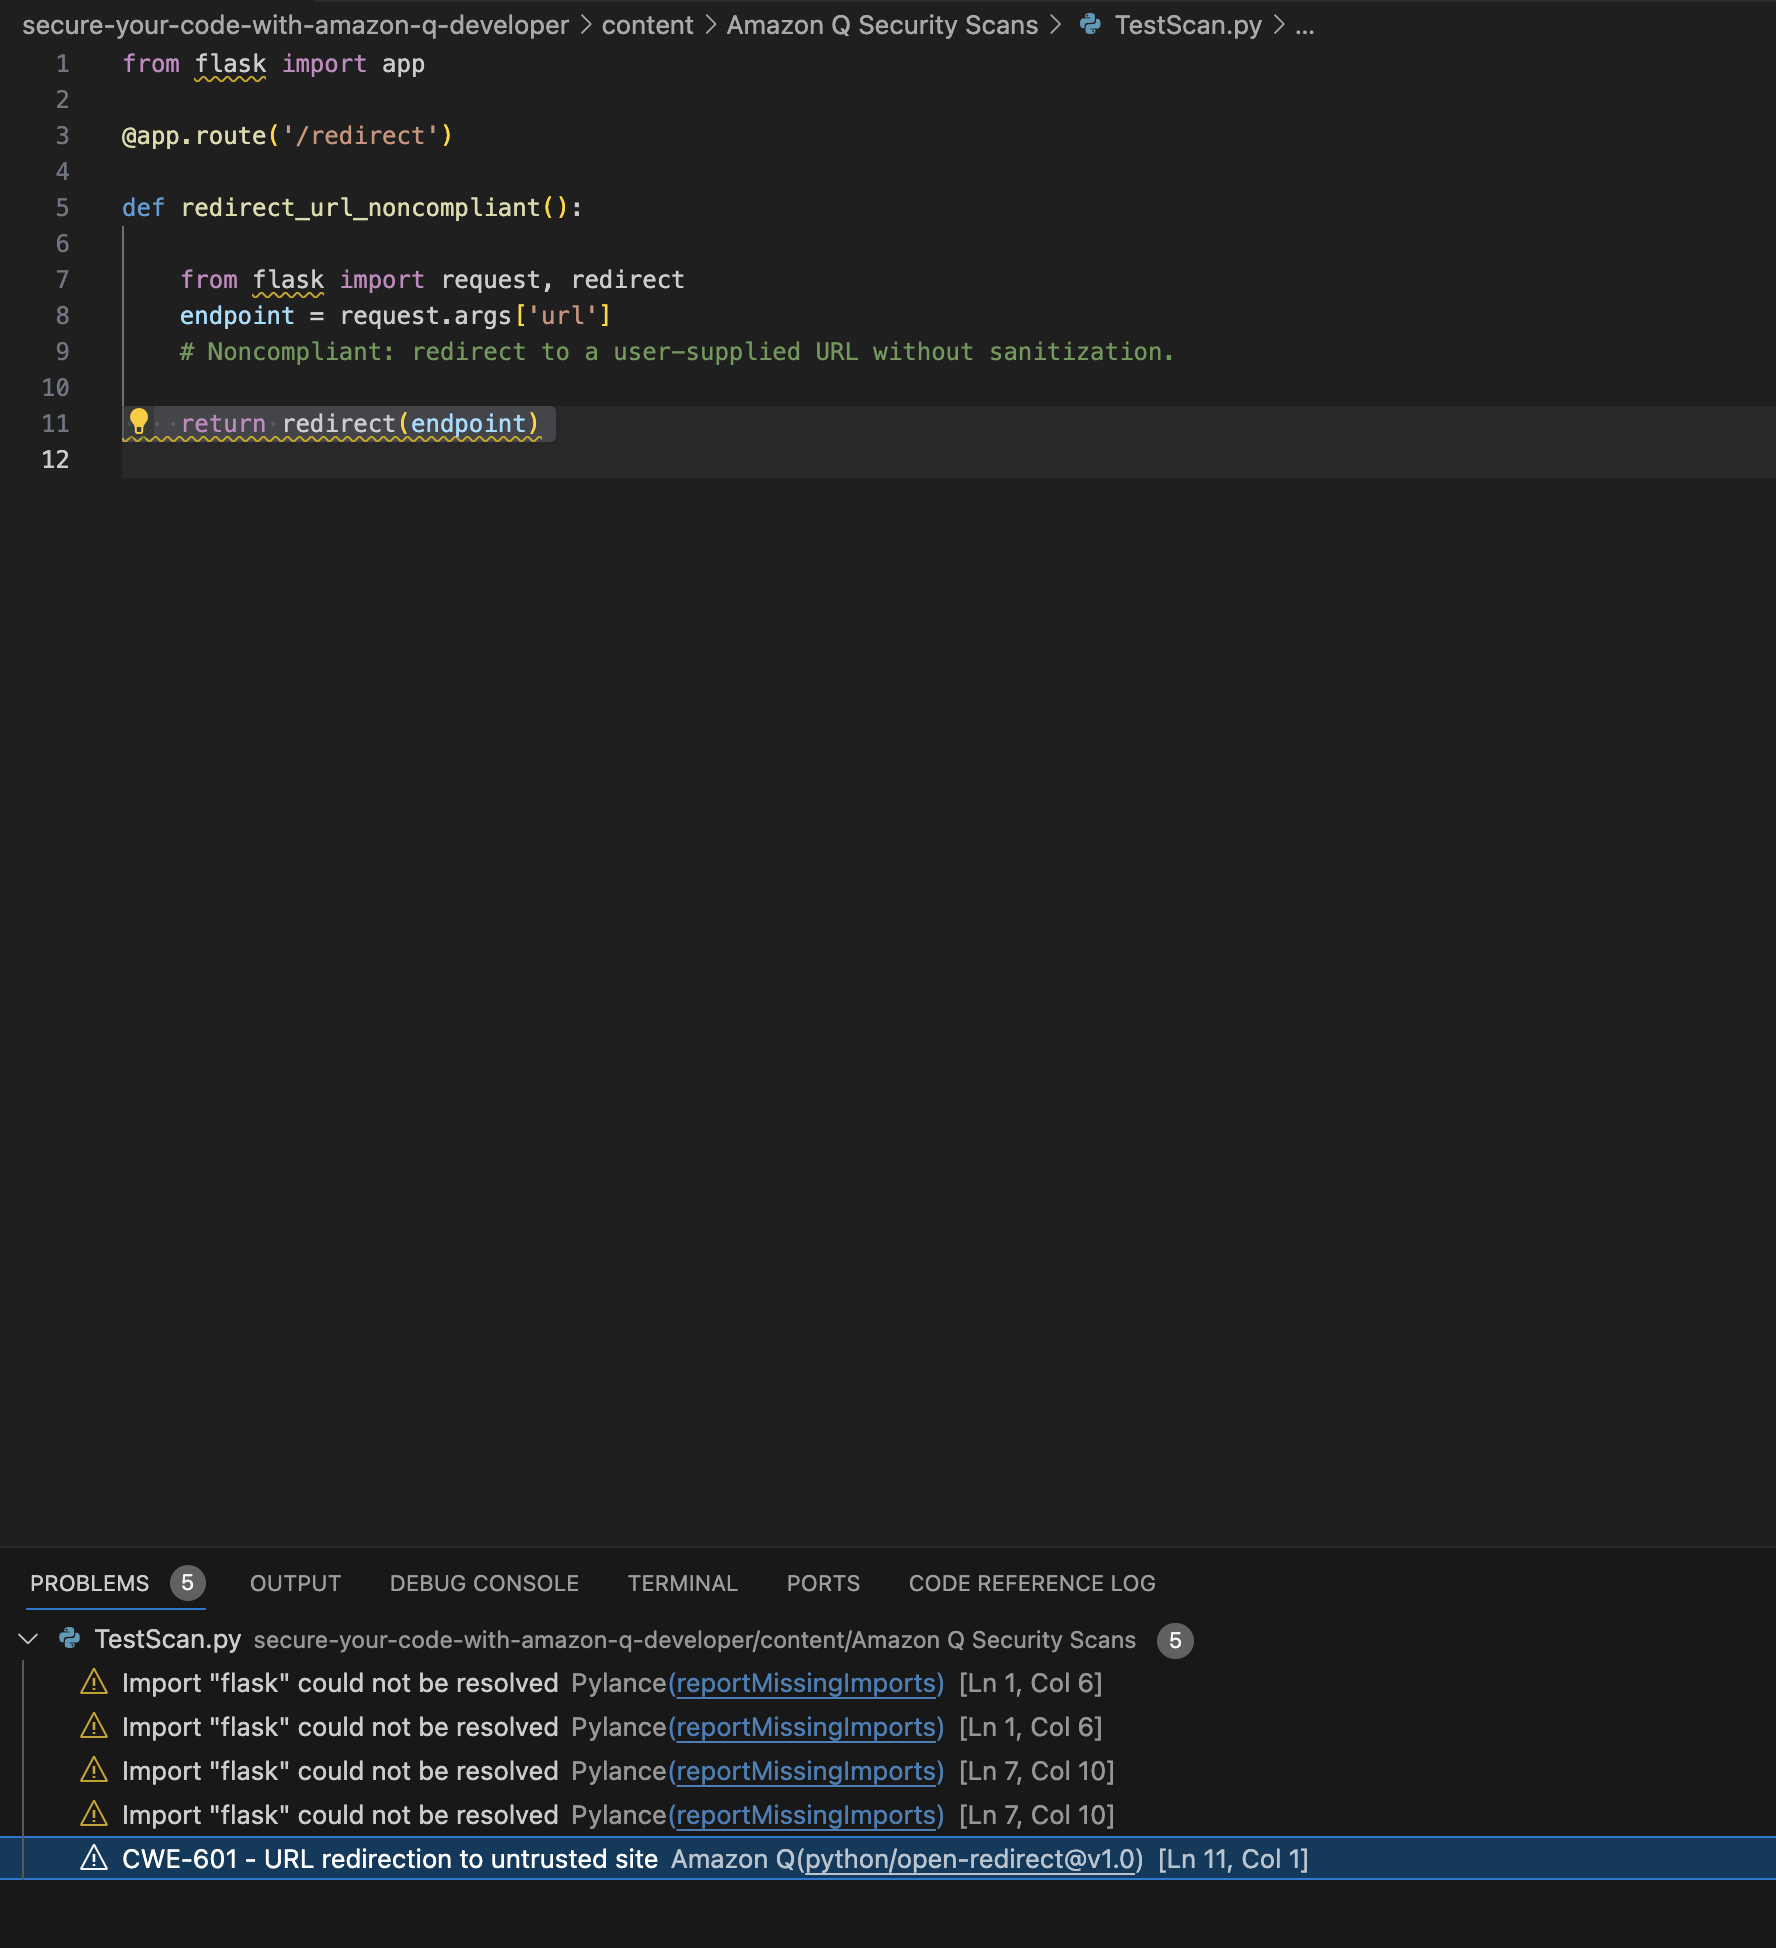 secure-your-code-with-amazon-q-developer > content > Amazon Q Security Scans > TestScan.py > ...
1 from flask import app
2
3 @app.route('/redirect')
4
5 def redirect_url_noncompliant():
6
7 from flask import request, redirect
8 endpoint = request.args['url']
9 # Noncompliant: redirect to a user-supplied URL without sanitization.
10
11 return redirect(endpoint)
12
PROBLEMS 5 OUTPUT DEBUG CONSOLE TERMINAL PORTS CODE REFERENCE LOG
TestScan.py secure-your-code-with-amazon-q-developer/content/Amazon Q Security Scans 5
Import "flask" could not be resolved Pylance(reportMissingImports) [Ln 1, Col 6]
Import "flask" could not be resolved Pylance(reportMissingImports) [Ln 1, Col 6]
Import "flask" could not be resolved Pylance(reportMissingImports) [Ln 7, Col 10]
Import "flask" could not be resolved Pylance(reportMissingImports) [Ln 7, Col 10]
CWE-601 - URL redirection to untrusted site Amazon Q(python/open-redirect@v1.0) [Ln 11, Col 1]